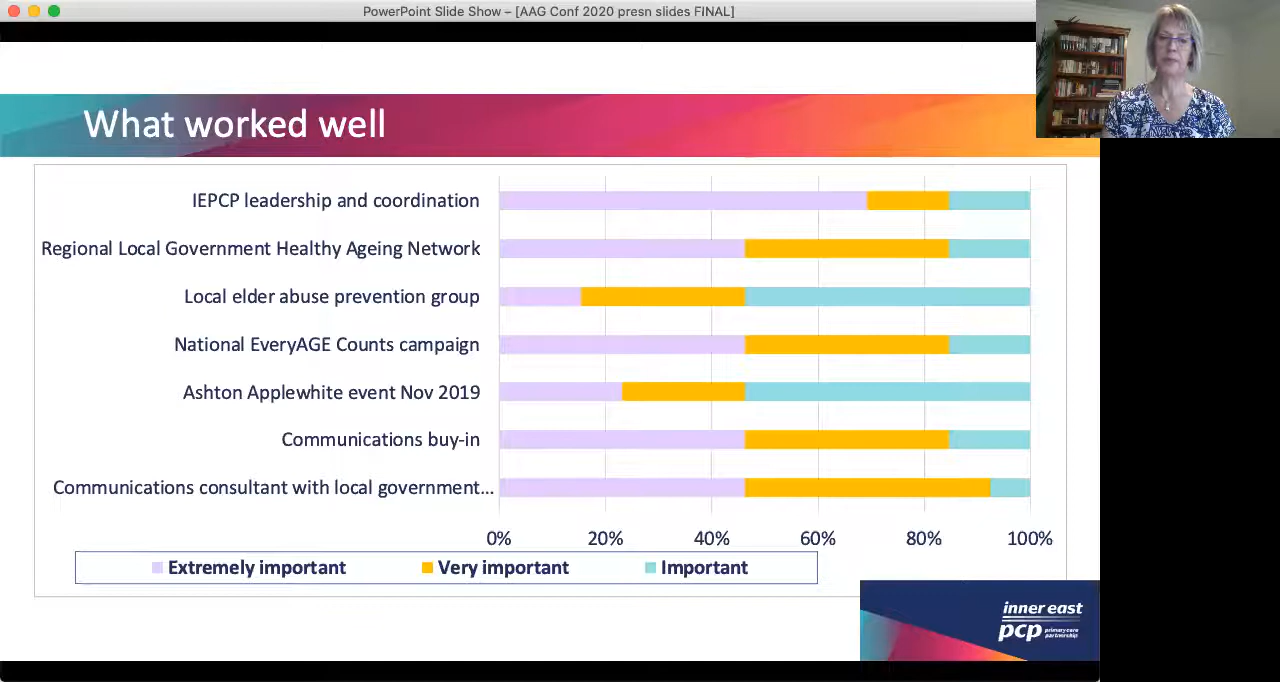 PowerPoint Slide Show – [AAG Conf 2020 presn slides FINAL]
What worked well
IEPCP leadership and coordination
Regional Local Government Healthy Ageing Network
Local elder abuse prevention group
National EveryAGE Counts campaign
Ashton Applewhite event Nov 2019
Communications buy-in
Communications consultant with local government…
0% 20% 40% 60% 80% 100%
Extremely important Very important Important
inner east
pcp primary care
partnership